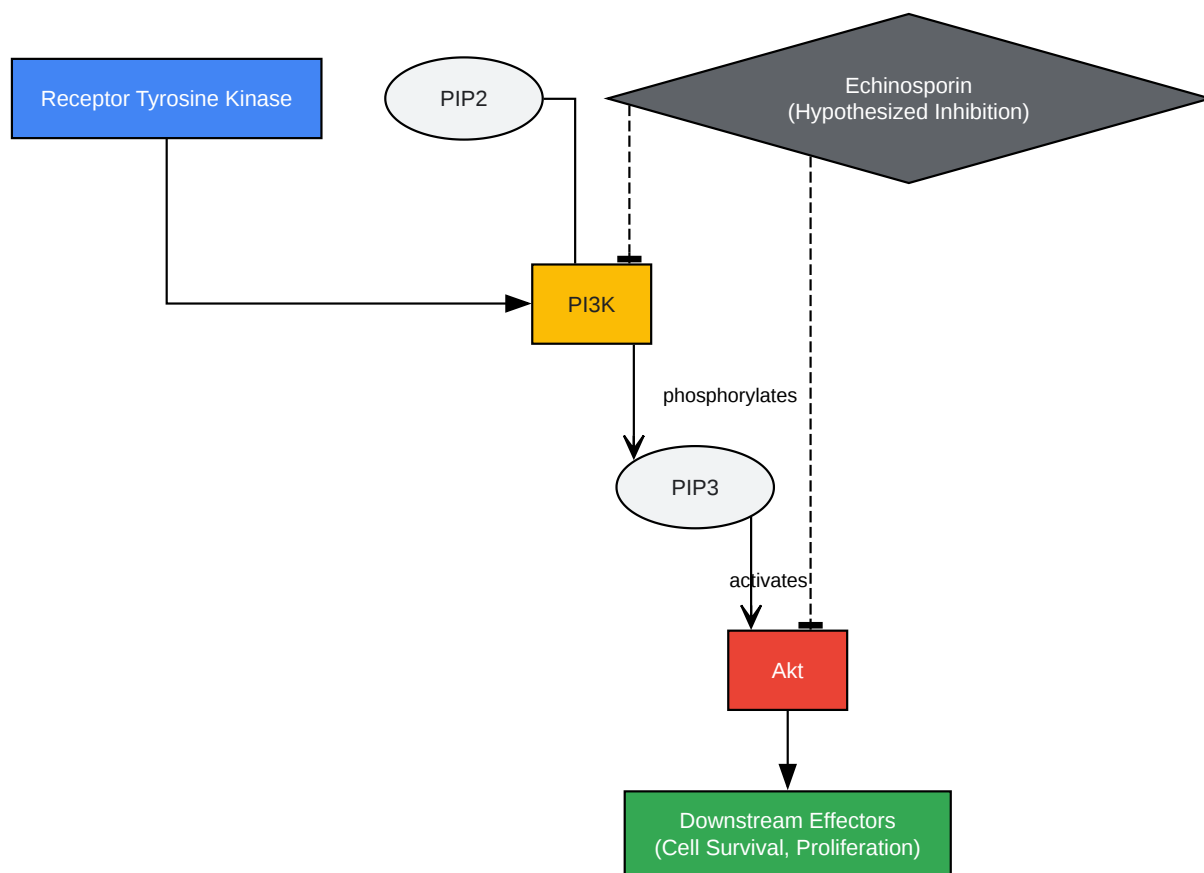 Receptor Tyrosine Kinase
PIP2
Echinosporin
(Hypothesized Inhibition)
PI3K
phosphorylates
PIP3
activates
Akt
Downstream Effectors
(Cell Survival, Proliferation)